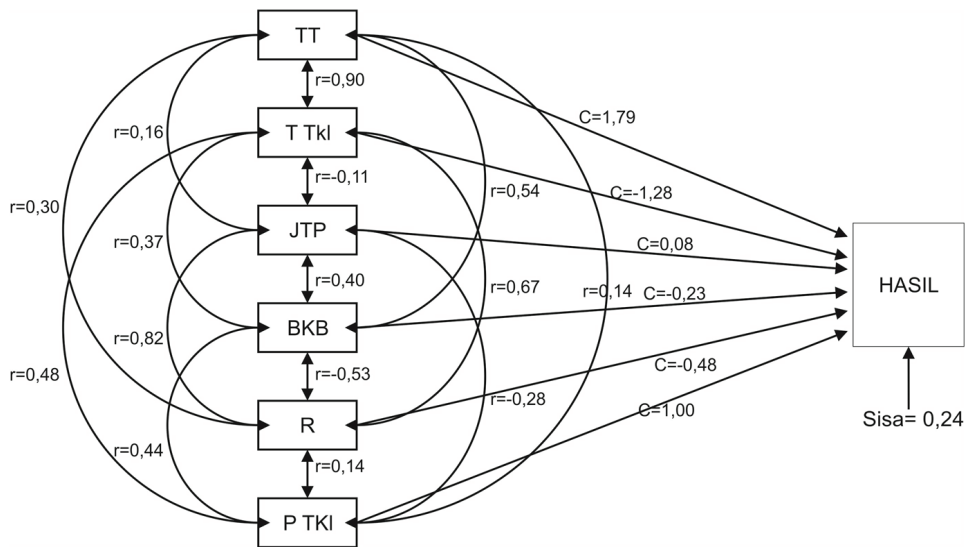 TT
r=0,90
C=1,79
r=0,16
T Tkl
r=-0,11
r=0,54
C=-1,28
r=0,30
r=0,37
JTP
C=0,08
r=0,40
r=0,67
r=0,14
C=-0,23
HASIL
r=0,82
BKB
r=0,48
r=-0,53
C=-0,48
r=-0,28
C=1,00
Sisa= 0,24
R
r=0,44
r=0,14
P TKl